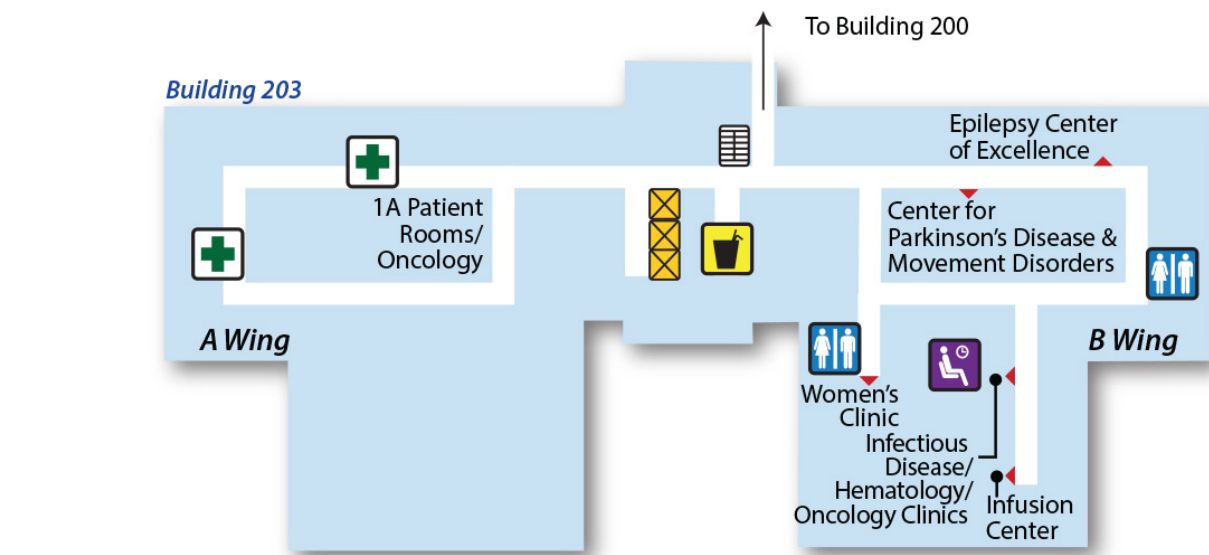 To Building 200
Building 203
Epilepsy Center
of Excellence
1A Patient
Rooms/
Oncology
Center for
Parkinson's Disease &
Movement Disorders
A Wing
B Wing
Women's
Clinic
Infectious
Disease/
Hematology/
Oncology Clinics
Infusion
Center